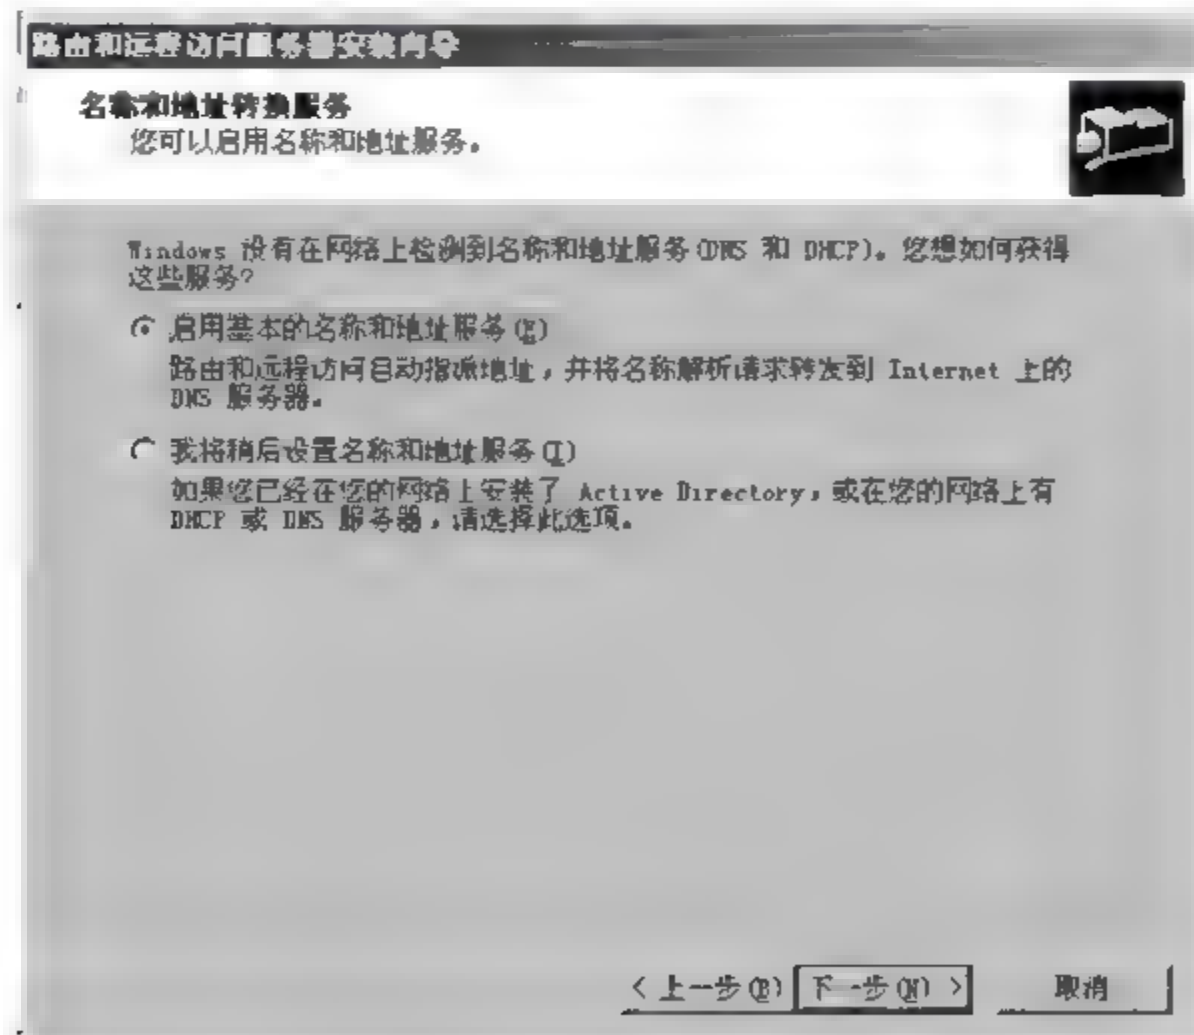 路由和远程访问服务器安装向导
名称和地址转换服务
您可以启用名称和地址服务。
Windows 没有在网络上检测到名称和地址服务(DNS 和 DHCP)。您想如何获得
这些服务?
启用基本的名称和地址服务(E)
路由和远程访问自动指派地址，并将名称解析请求转发到 Internet 上的
DNS 服务器。
我将稍后设置名称和地址服务(I)
如果您已经在您的网络上安装了 Active Directory，或在您的网络上有
DHCP 或 DNS 服务器，请选择此选项。
< 上一步(B) 下一步(N) > 取消